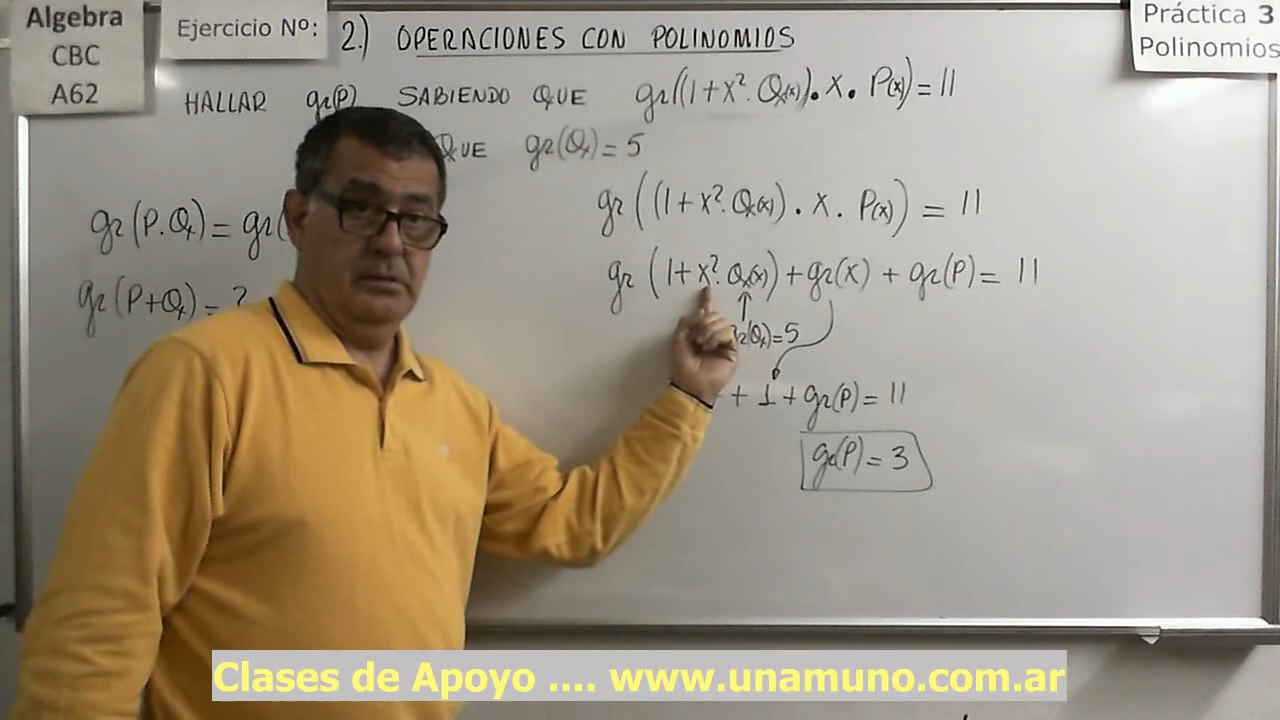 Algebra
CBC
A62
Ejercicio Nº:
2.) OPERACIONES CON POLINOMIOS
Práctica 3
Polinomios
HALLAR gr(P) SABIENDO QUE gr((1+x².Q(x)).x.P(x))=11
QUE gr(Q)=5
gr(P.Q)=gr(
gr(P+Q)=?
gr((1+x².Q(x)).x.P(x))=11
gr(1+x².Q(x))+gr(x)+gr(P)=11
gr(Q)=5
+1+gr(P)=11
gr(P)=3
Clases de Apoyo .... www.unamuno.com.ar